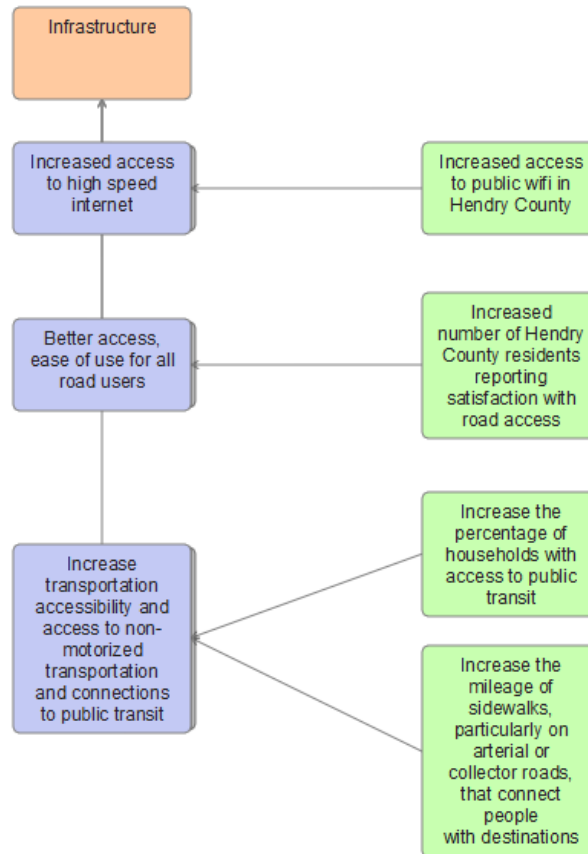 Infrastructure
Increased access
to high speed
internet
Increased access
to public wifi in
Hendry County
Better access,
ease of use for all
road users
Increased
number of Hendry
County residents
reporting
satisfaction with
road access
Increase
transportation
accessibility and
access to non-
motorized
transportation
and connections
to public transit
Increase the
percentage of
households with
access to public
transit
Increase the
mileage of
sidewalks,
particularly on
arterial or
collector roads,
that connect
people
with destinations